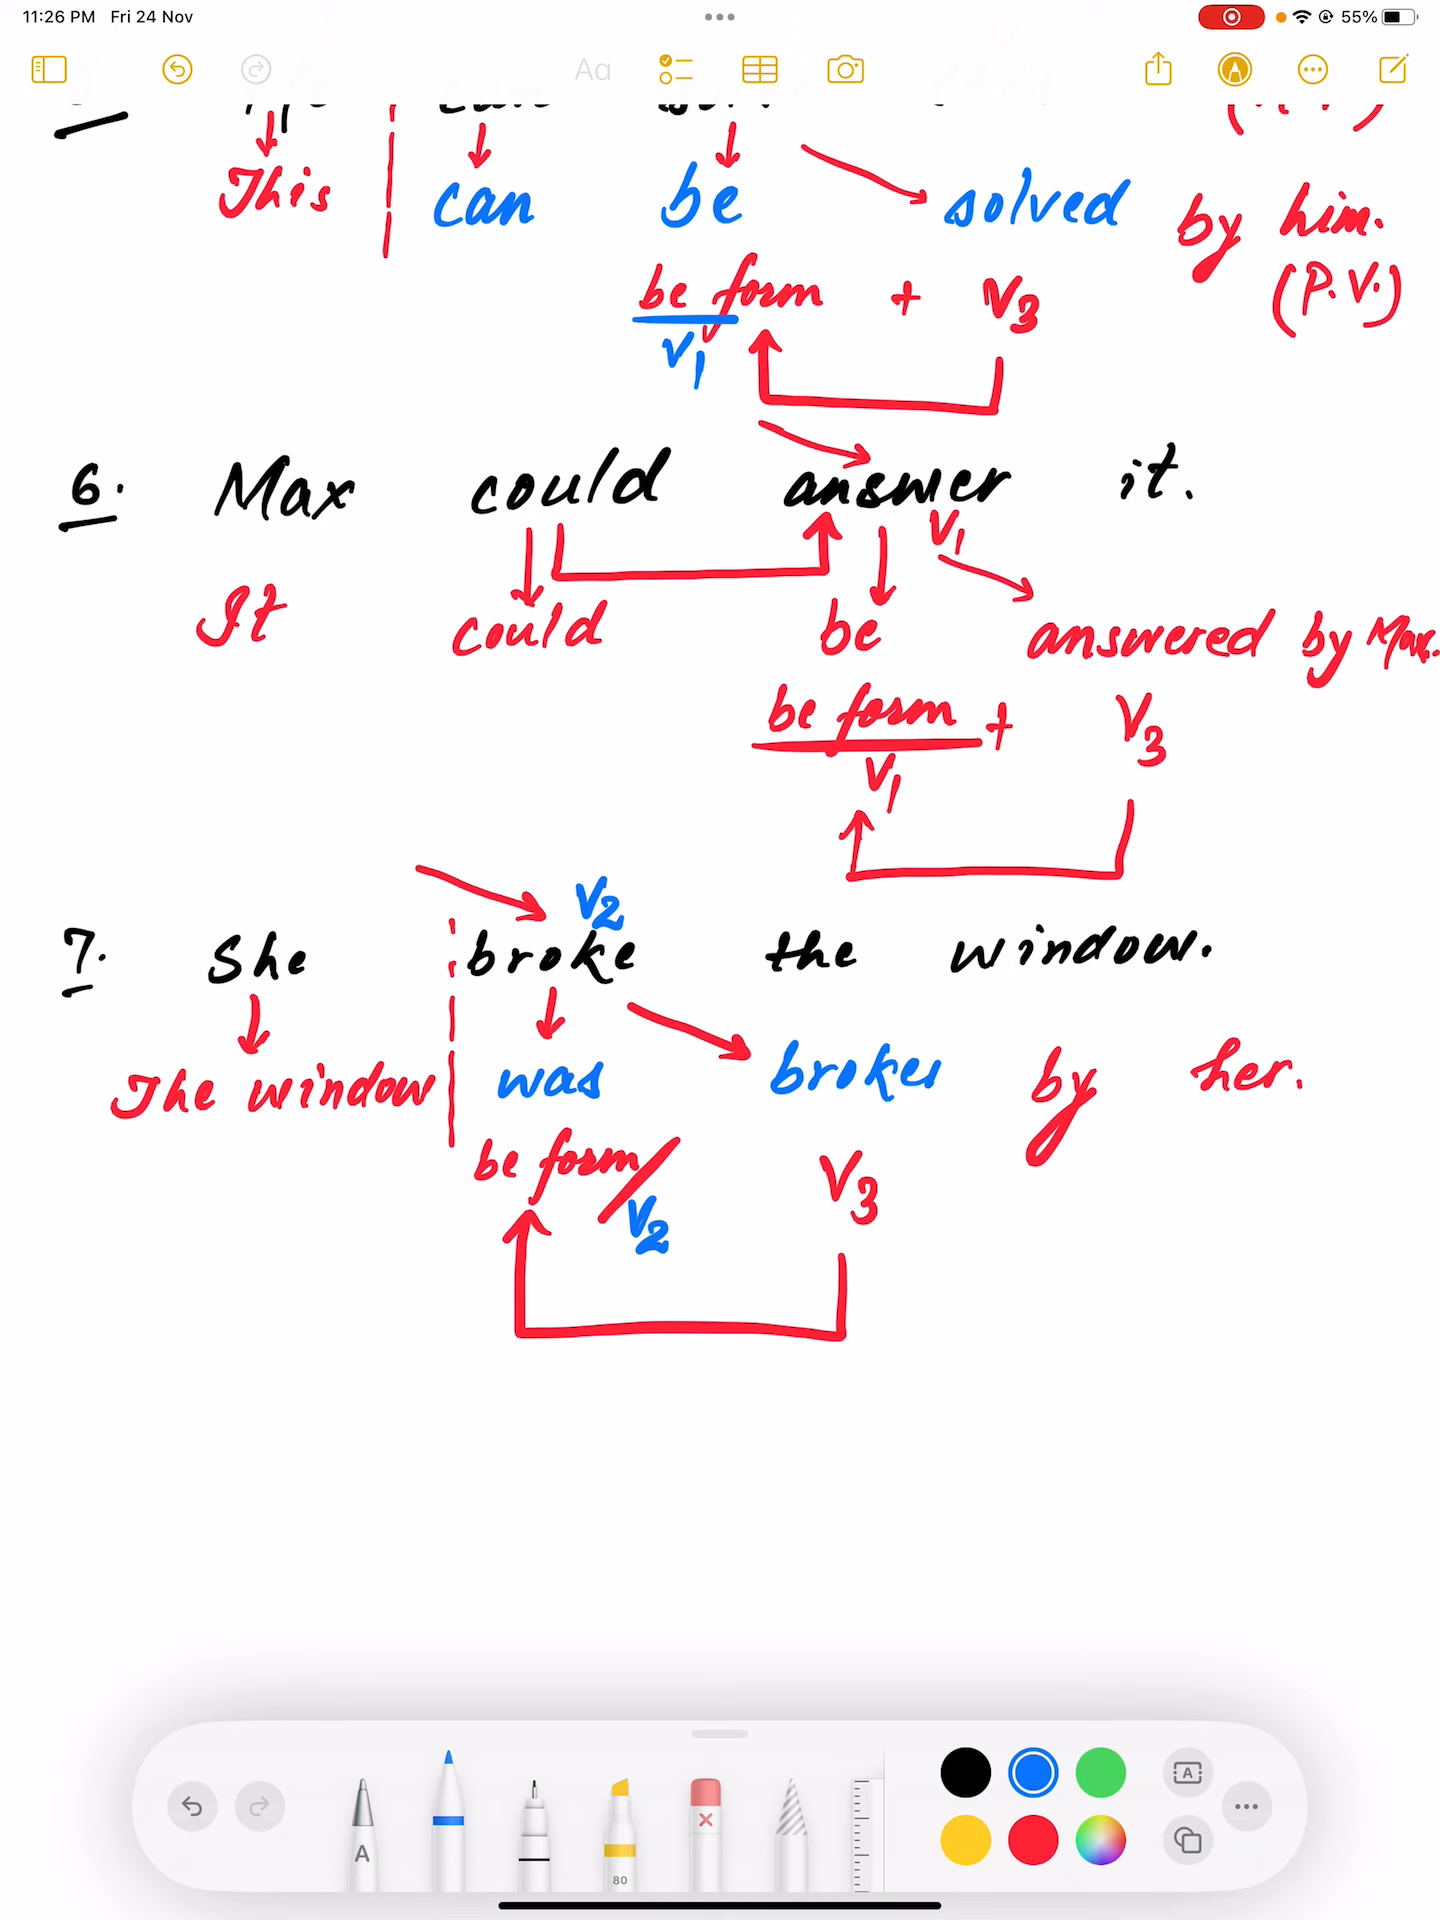 11:26 PM Fri 24 Nov 55%
Aa
This can be solved by him.
be form + V3 (P.V.)
V1
6. Max could answer it.
V1
It could be answered by Max.
be form + V3
V1
V2
7. She broke the window.
The window was broken by her.
be form / V2 V3
A
80
A